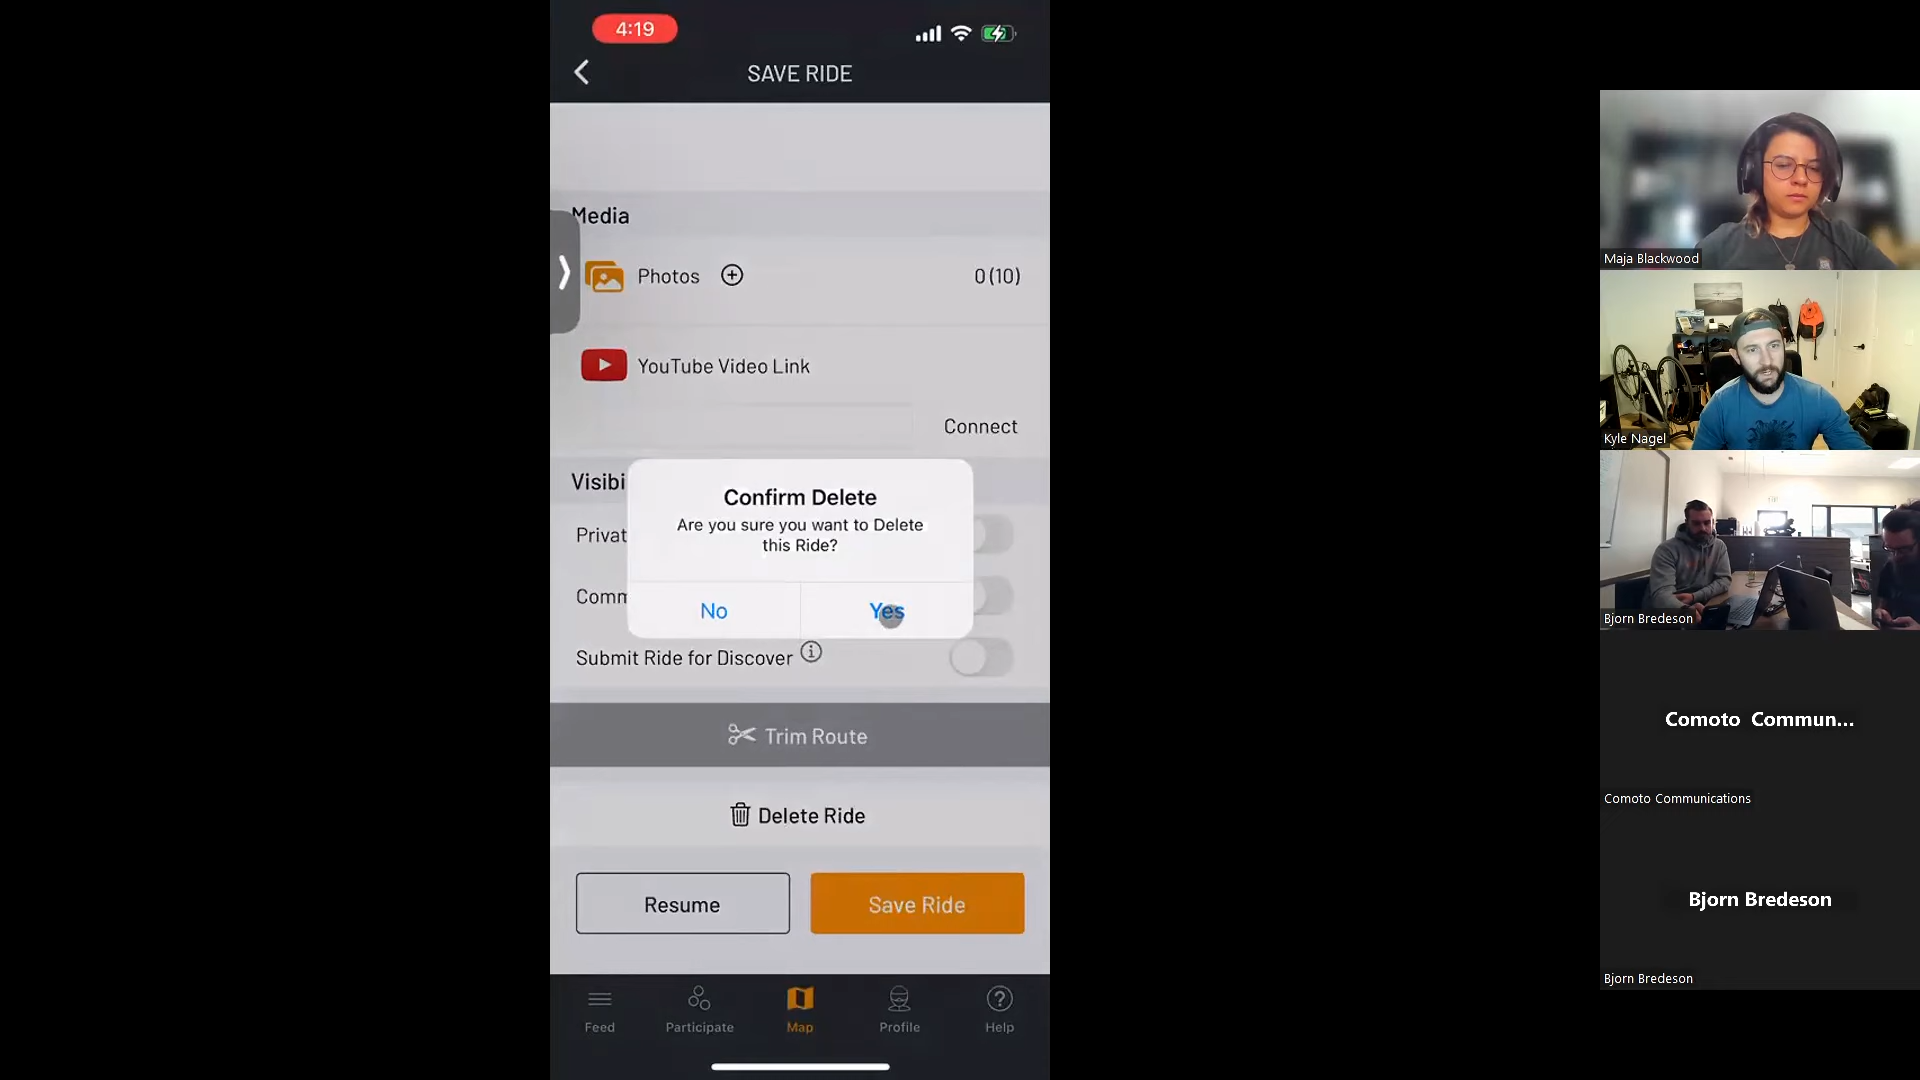 4:19
SAVE RIDE
Media
Photos
0(10)
YouTube Video Link
Connect
Visibi
Confirm Delete
Are you sure you want to Delete
this Ride?
Privat
No
Yes
Comm
Submit Ride for Discover
Trim Route
Delete Ride
Resume
Save Ride
Feed
Participate
Map
Profile
Help
Maja Blackwood
Kyle Nagel
Bjorn Bredeson
Comoto Commun...
Comoto Communications
Bjorn Bredeson
Bjorn Bredeson